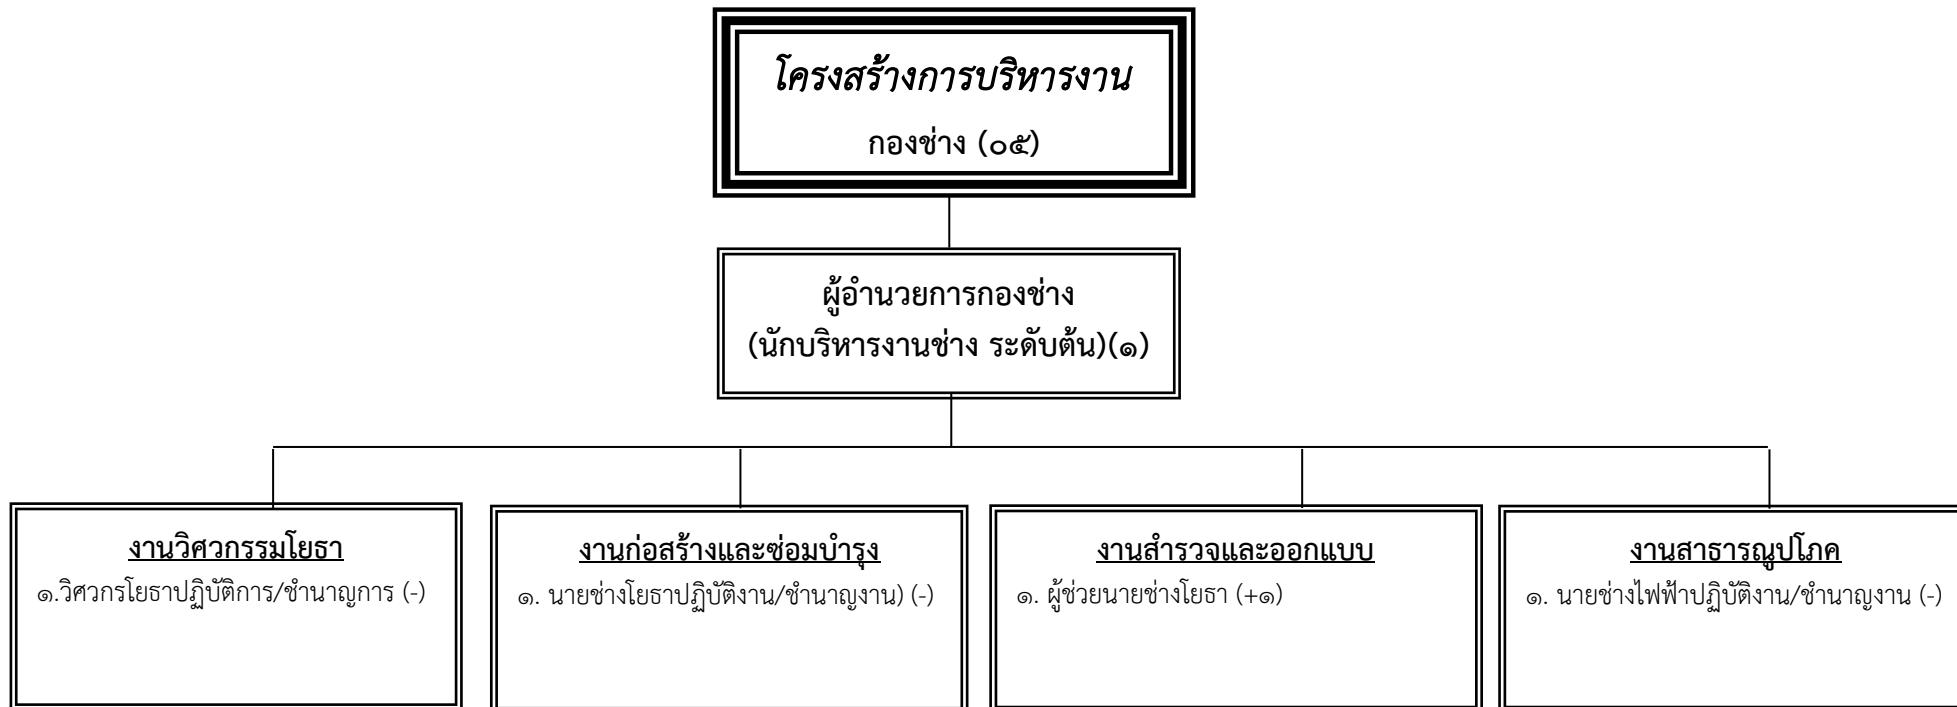 โครงสร้างการบริหารงาน
กองช่าง (๐๕)
ผู้อำนวยการกองช่าง
(นักบริหารงานช่าง ระดับต้น)(๑)
งานวิศวกรรมโยธา
๑.วิศวกรโยธาปฏิบัติการ/ชำนาญการ (-)
งานก่อสร้างและซ่อมบำรุง
๑. นายช่างโยธาปฏิบัติงาน/ชำนาญงาน) (-)
งานสำรวจและออกแบบ
๑. ผู้ช่วยนายช่างโยธา (+๑)
งานสาธารณูปโภค
๑. นายช่างไฟฟ้าปฏิบัติงาน/ชำนาญงาน (-)